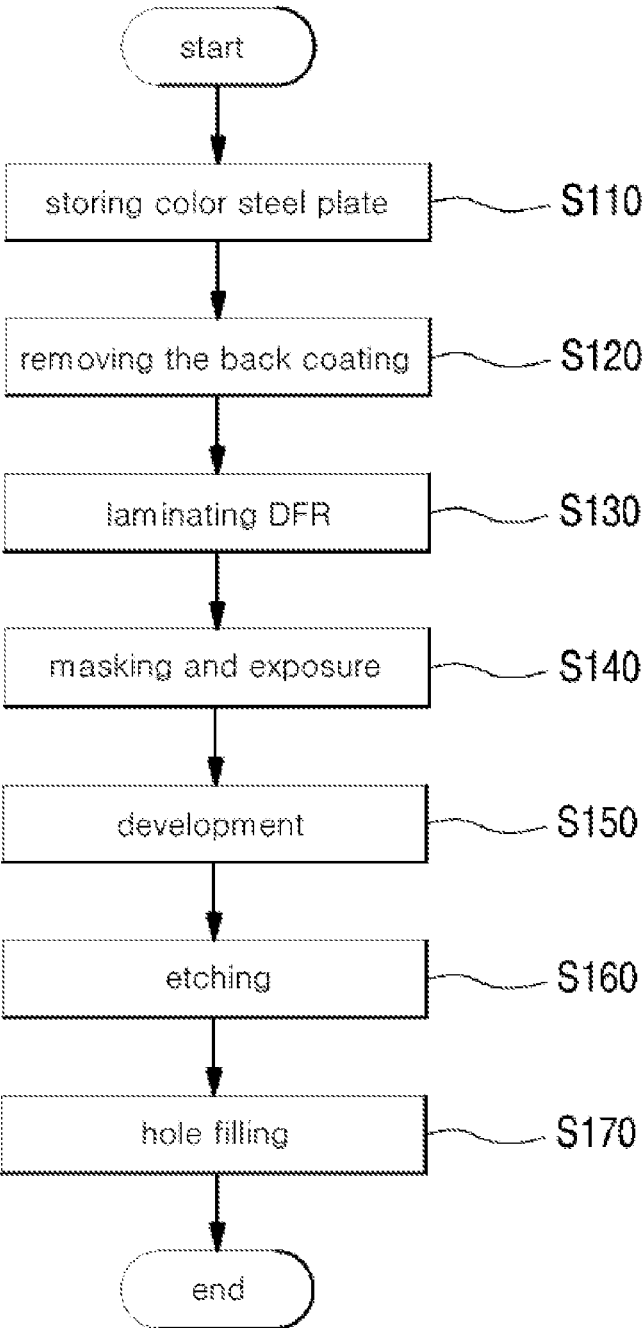 start
storing color steel plate
S110
removing the back coating
S120
laminating DFR
S130
masking and exposure
S140
development
S150
etching
S160
hole filling
S170
end